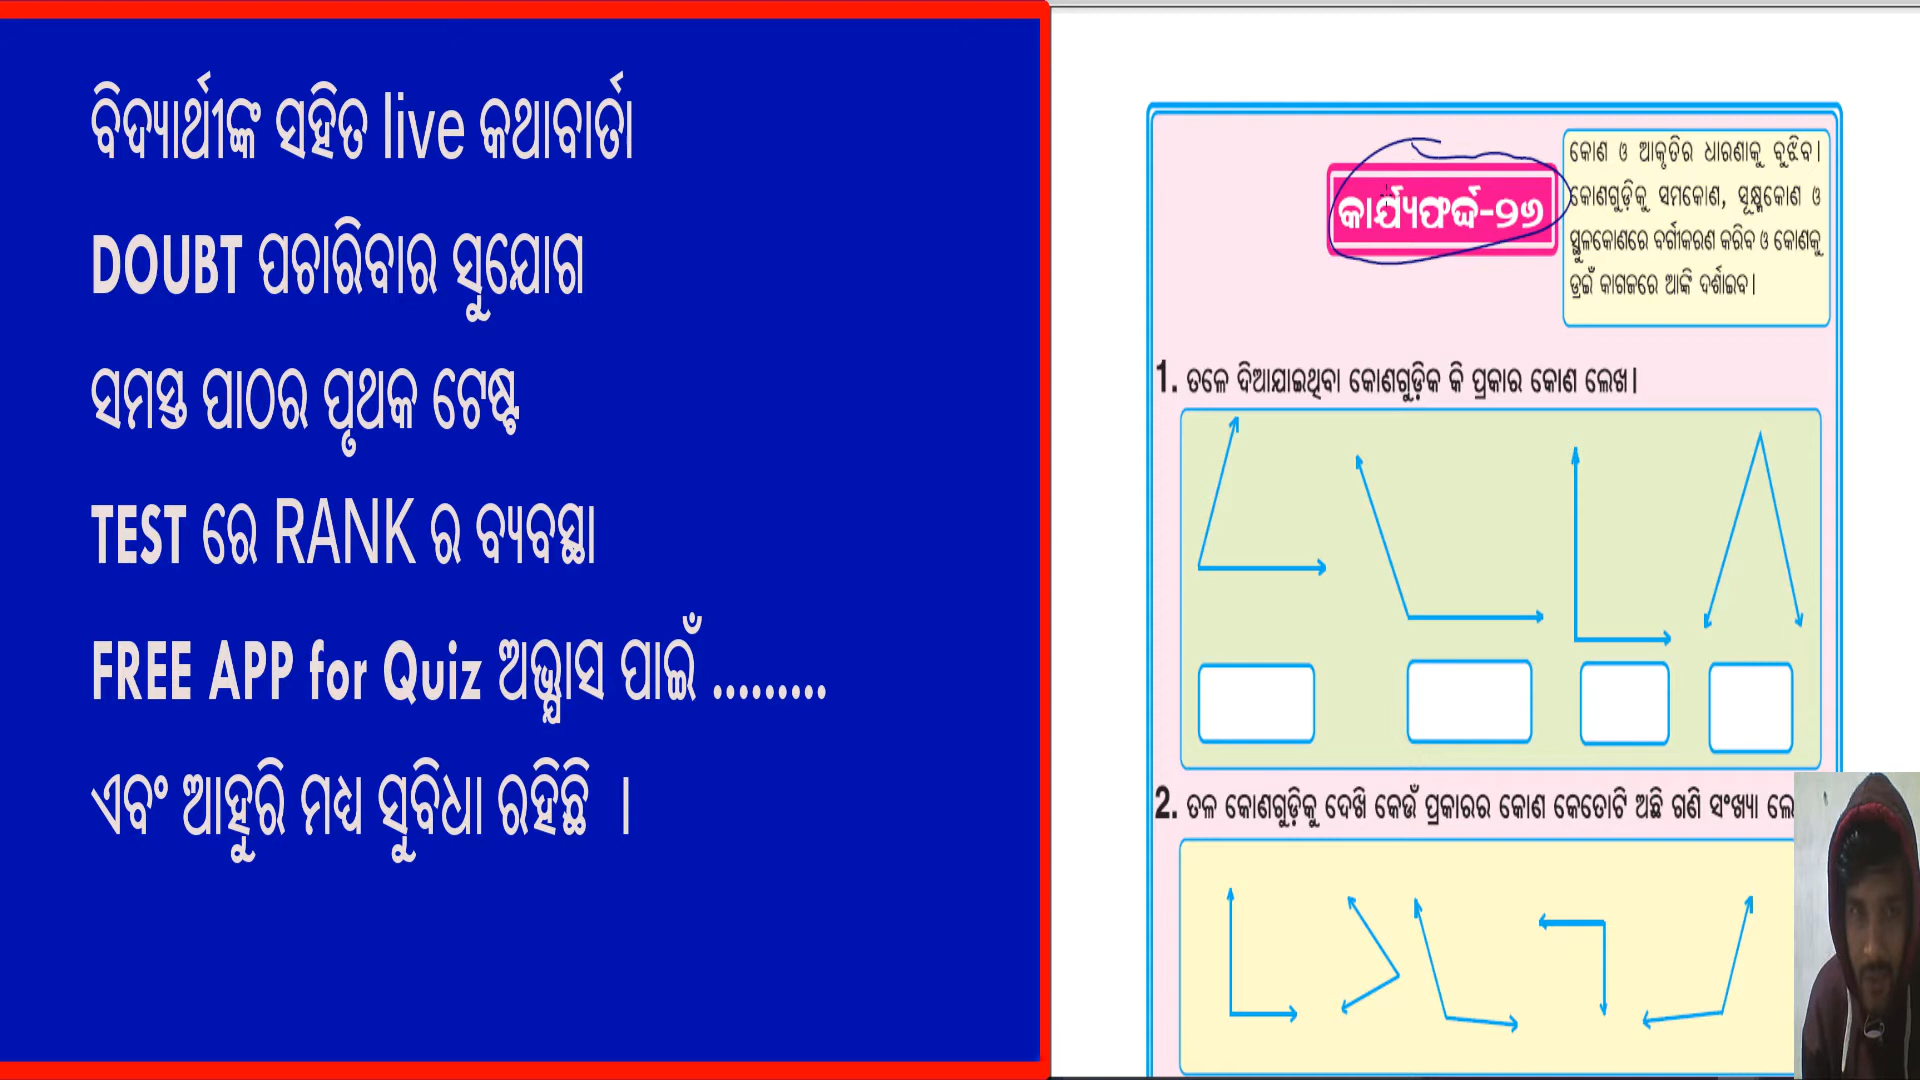 ବିଦ୍ୟାର୍ଥୀଙ୍କ ସହିତ live କଥାବାର୍ତା
DOUBT ପଚାରିବାର ସୁଯୋଗ
ସମସ୍ତ ପାଠର ପୃଥକ ଟେଷ୍ଟ
TEST ରେ RANK ର ବ୍ୟବସ୍ଥା
FREE APP for Quiz ଅଭ୍ଯାସ ପାଇଁ .........
ଏବଂ ଆହୁରି ମଧ୍ୟ ସୁବିଧା ରହିଛି ।
କାର୍ଯ୍ୟଫର୍ଦ୍ଦ-୨୬
କୋଣ ଓ ଆକୃତିର ଧାରଣାକୁ ବୁଝିବା।
କୋଣଗୁଡ଼ିକୁ ସମକୋଣ, ସୂକ୍ଷ୍ମକୋଣ ଓ
ସ୍ଥୂଳକୋଣରେ ବର୍ଗୀକରଣ କରିବ ଓ କୋଣକୁ
ଡ୍ରଇଁ କାଗଜରେ ଆଙ୍କି ଦର୍ଶାଇବ।
1. ତଳେ ଦିଆଯାଇଥିବା କୋଣଗୁଡ଼ିକ କି ପ୍ରକାର କୋଣ ଲେଖ।
2. ତଳ କୋଣଗୁଡ଼ିକୁ ଦେଖି କେଉଁ ପ୍ରକାରର କୋଣ କେତୋଟି ଅଛି ଗଣି ସଂଖ୍ୟା